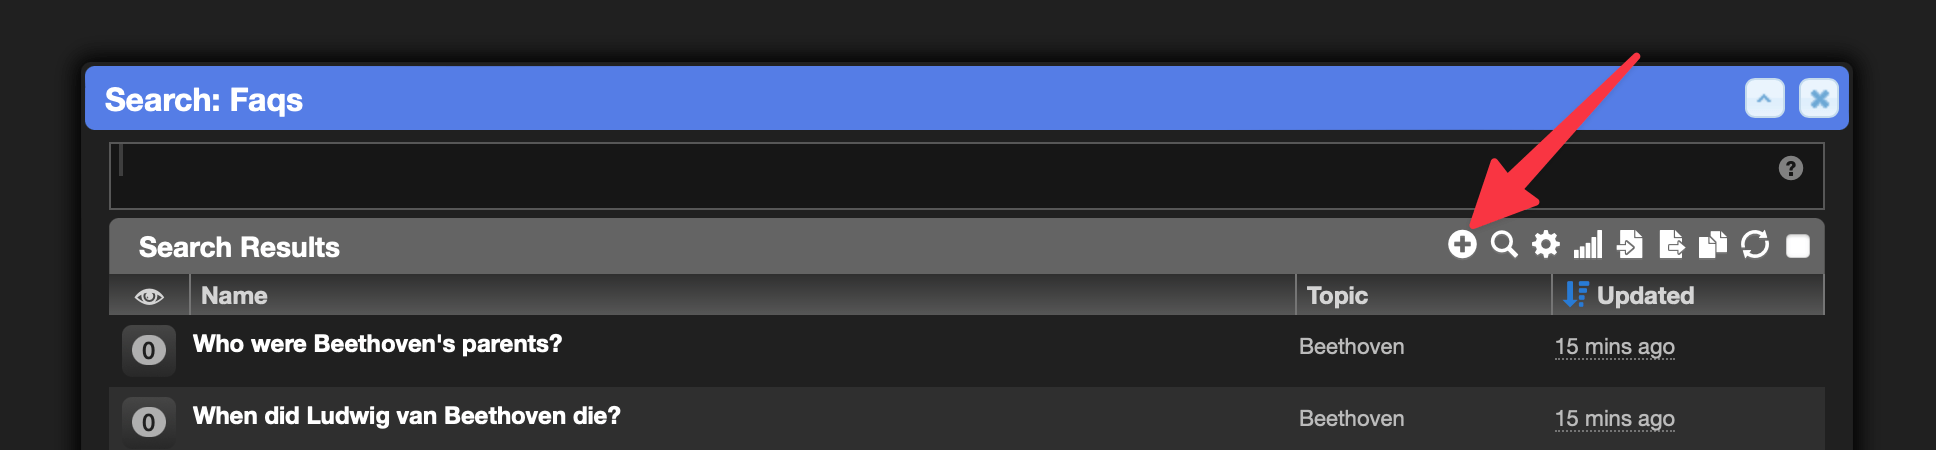 Search: Faqs
?
Search Results
Name Topic Updated
0 Who were Beethoven's parents? Beethoven 15 mins ago
0 When did Ludwig van Beethoven die? Beethoven 15 mins ago